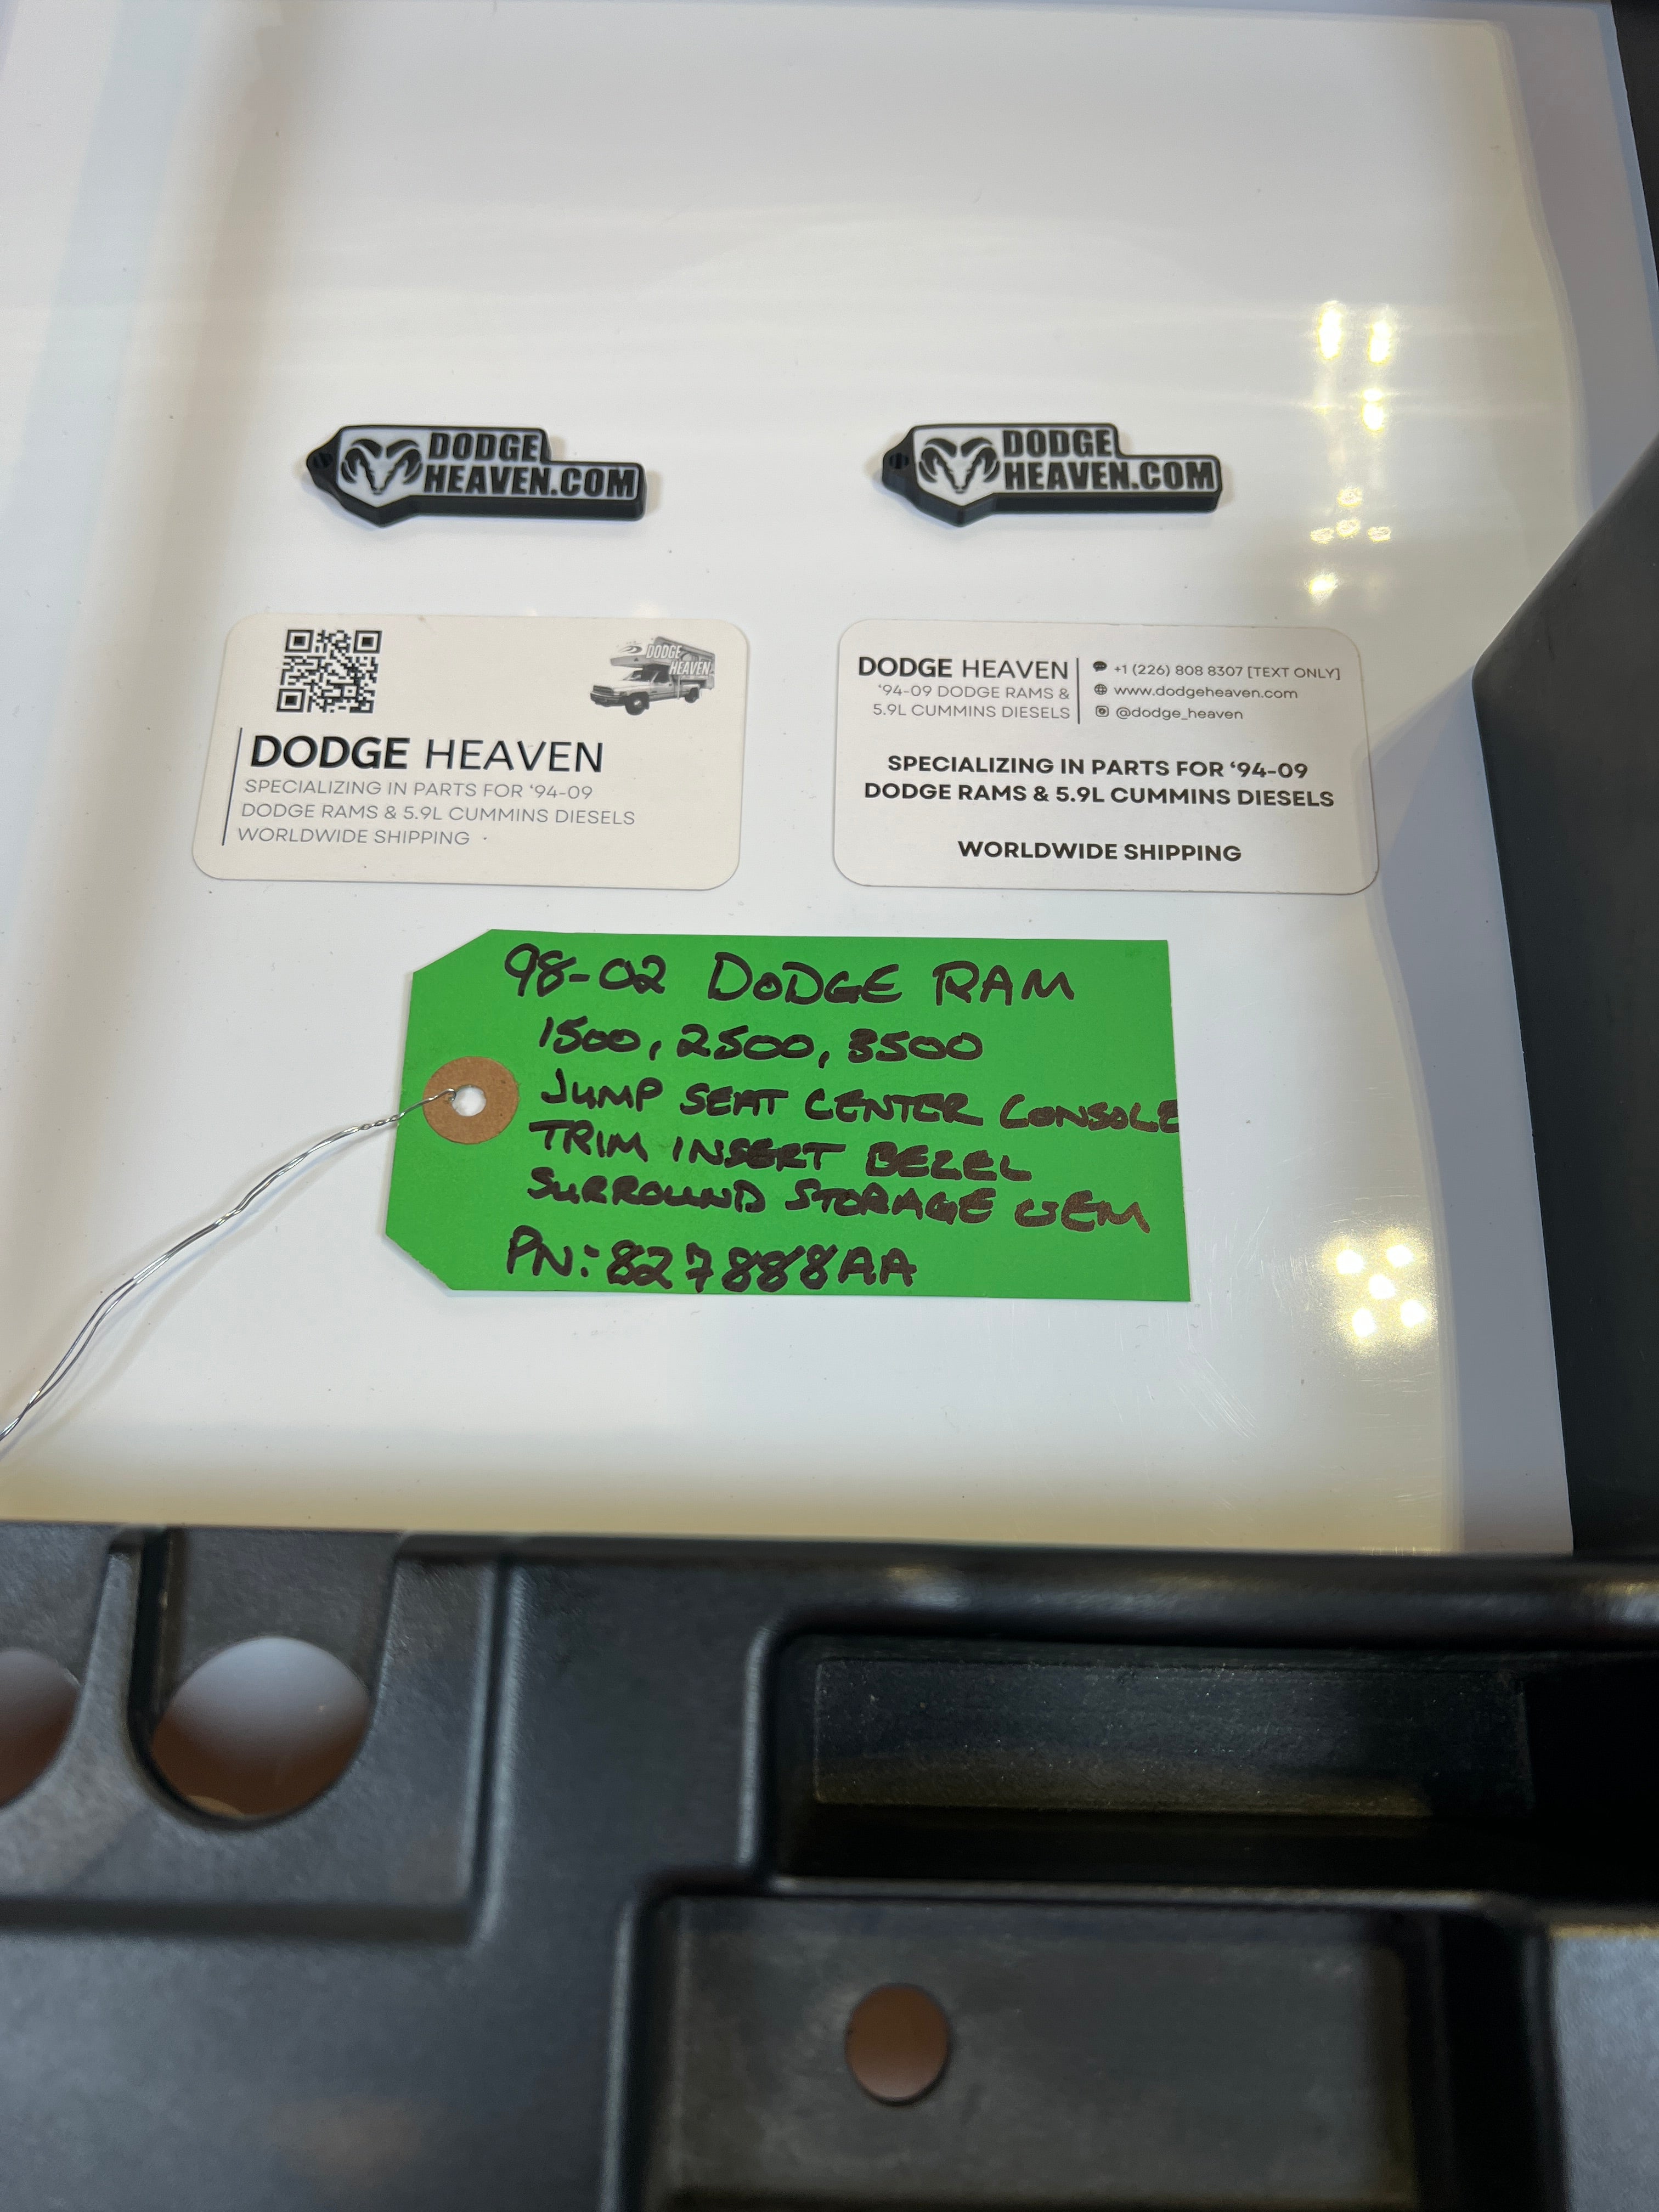 DODGE
HEAVEN.COM
DODGE
HEAVEN.COM
DODGE
HEAVEN
DODGE HEAVEN
SPECIALIZING IN PARTS FOR ‘94-09
DODGE RAMS & 5.9L CUMMINS DIESELS
WORLDWIDE SHIPPING
DODGE HEAVEN
‘94-09 DODGE RAMS &
5.9L CUMMINS DIESELS
+1 (226) 808 8307 [TEXT ONLY]
www.dodgeheaven.com
@dodge_heaven
SPECIALIZING IN PARTS FOR ‘94-09
DODGE RAMS & 5.9L CUMMINS DIESELS
WORLDWIDE SHIPPING
98-02 DODGE RAM
1500, 2500, 3500
JUMP SEAT CENTER CONSOLE
TRIM INSERT BEZEL
SURROUND STORAGE OEM
PN: 827888AA